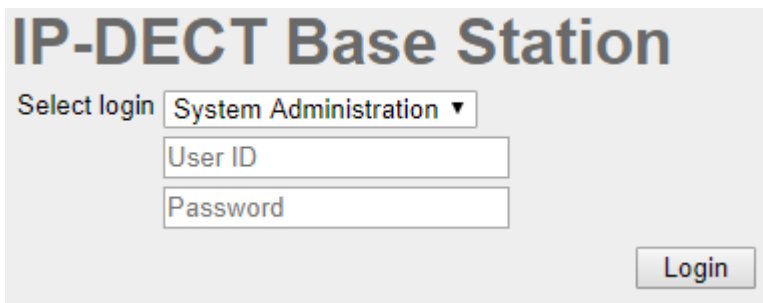 IP-DECT Base Station
Select login System Administration ▼
User ID
Password
Login